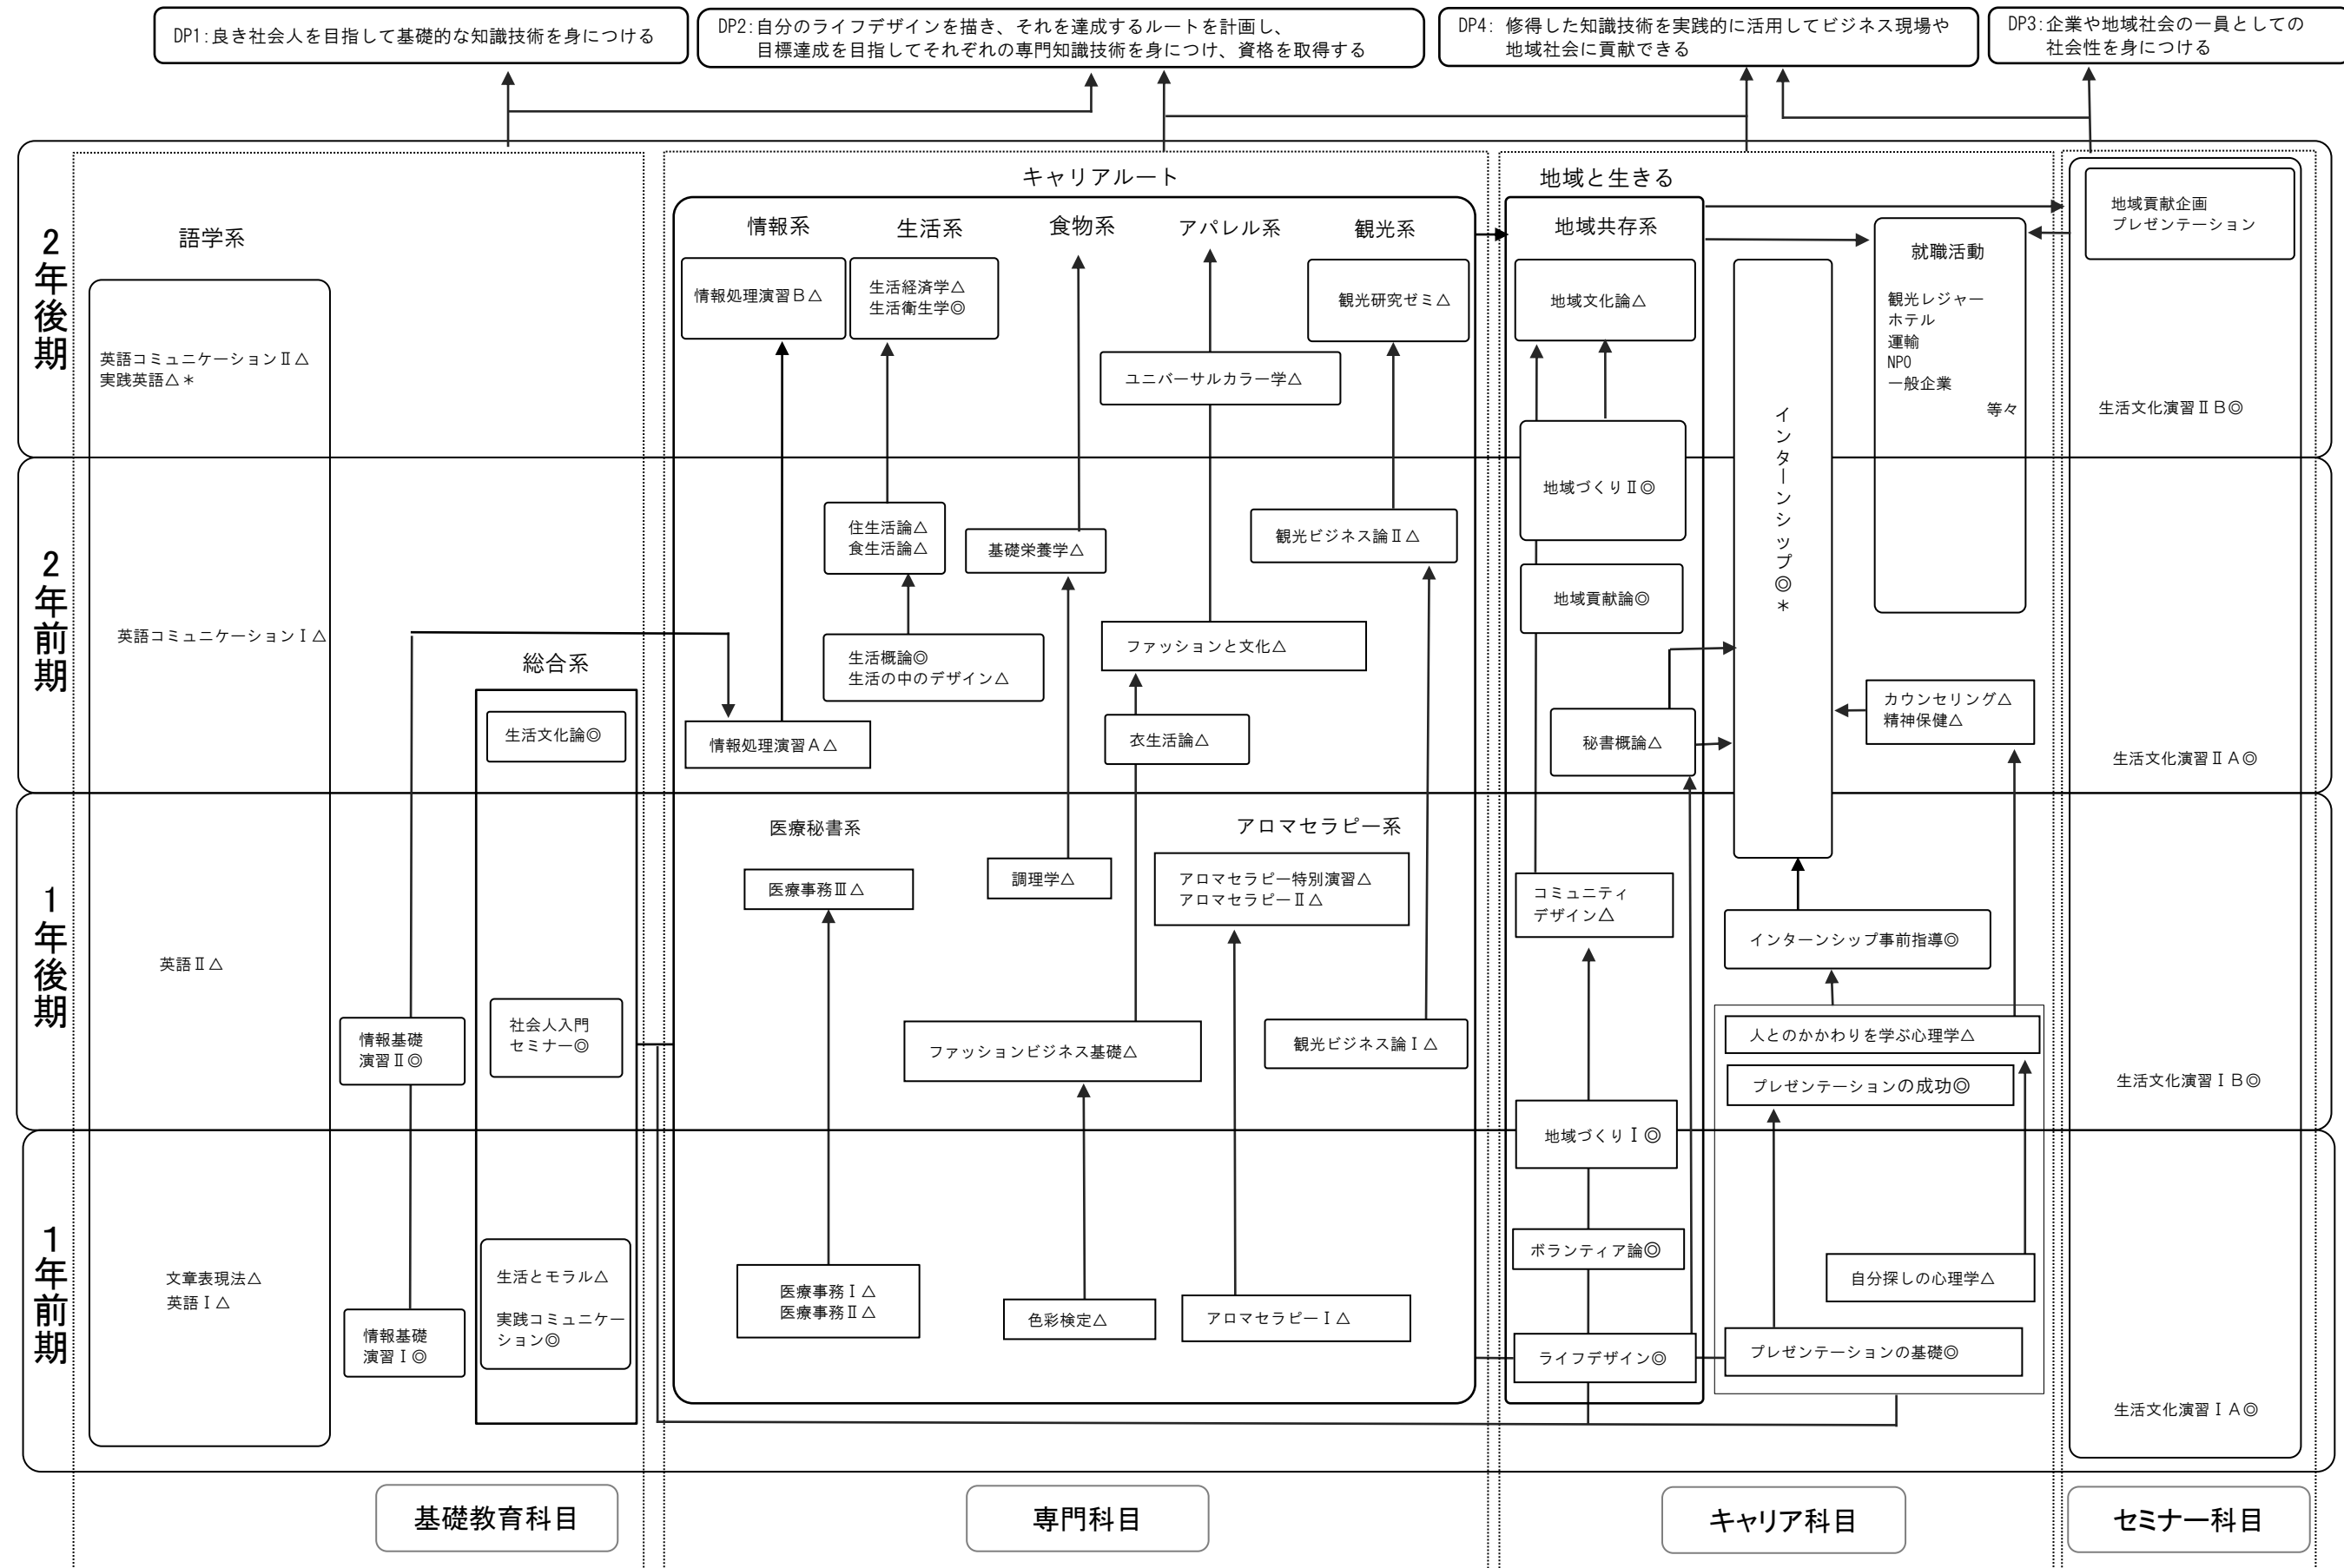 DP1:良き社会人を目指して基礎的な知識技術を身につける
DP2:自分のライフデザインを描き、それを達成するルートを計画し、
目標達成を目指してそれぞれの専門知識技術を身につけ、資格を取得する
DP4: 修得した知識技術を実践的に活用してビジネス現場や
地域社会に貢献できる
DP3:企業や地域社会の一員としての
社会性を身につける
2年後期
語学系
英語コミュニケーションⅡ△
実践英語△＊
キャリアルート
情報系
生活系
食物系
アパレル系
観光系
情報処理演習Ｂ△
生活経済学△
生活衛生学◎
観光研究ゼミ△
ユニバーサルカラー学△
地域と生きる
地域共存系
地域文化論△
インターンシップ◎＊
就職活動
観光レジャー
ホテル
運輸
NPO
一般企業
等々
地域貢献企画
プレゼンテーション
生活文化演習ⅡＢ◎
2年前期
英語コミュニケーションⅠ△
総合系
生活文化論◎
住生活論△
食生活論△
基礎栄養学△
観光ビジネス論Ⅱ△
生活概論◎
生活の中のデザイン△
ファッションと文化△
情報処理演習Ａ△
衣生活論△
地域づくりⅡ◎
地域貢献論◎
秘書概論△
カウンセリング△
精神保健△
生活文化演習ⅡＡ◎
1年後期
英語Ⅱ△
情報基礎
演習Ⅱ◎
社会人入門
セミナー◎
医療秘書系
医療事務Ⅲ△
調理学△
アロマセラピー系
アロマセラピー特別演習△
アロマセラピーⅡ△
ファッションビジネス基礎△
観光ビジネス論Ⅰ△
コミュニティ
デザイン△
インターンシップ事前指導◎
人とのかかわりを学ぶ心理学△
プレゼンテーションの成功◎
地域づくりⅠ◎
生活文化演習ⅠＢ◎
1年前期
文章表現法△
英語Ⅰ△
情報基礎
演習Ⅰ◎
生活とモラル△
実践コミュニケー
ション◎
医療事務Ⅰ△
医療事務Ⅱ△
色彩検定△
アロマセラピーⅠ△
ボランティア論◎
ライフデザイン◎
自分探しの心理学△
プレゼンテーションの基礎◎
生活文化演習ⅠＡ◎
基礎教育科目
専門科目
キャリア科目
セミナー科目